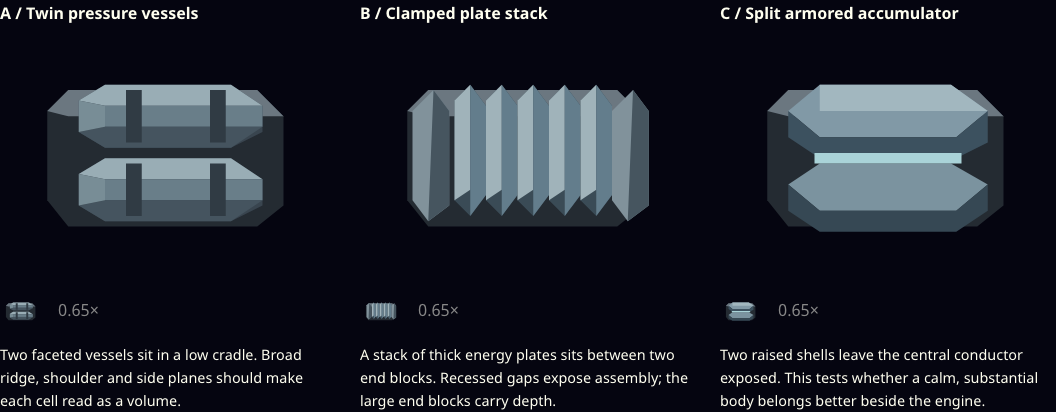 A / Twin pressure vessels
0.65×
Two faceted vessels sit in a low cradle. Broad
ridge, shoulder and side planes should make
each cell read as a volume.
B / Clamped plate stack
0.65×
A stack of thick energy plates sits between two
end blocks. Recessed gaps expose assembly; the
large end blocks carry depth.
C / Split armored accumulator
0.65×
Two raised shells leave the central conductor
exposed. This tests whether a calm, substantial
body belongs better beside the engine.